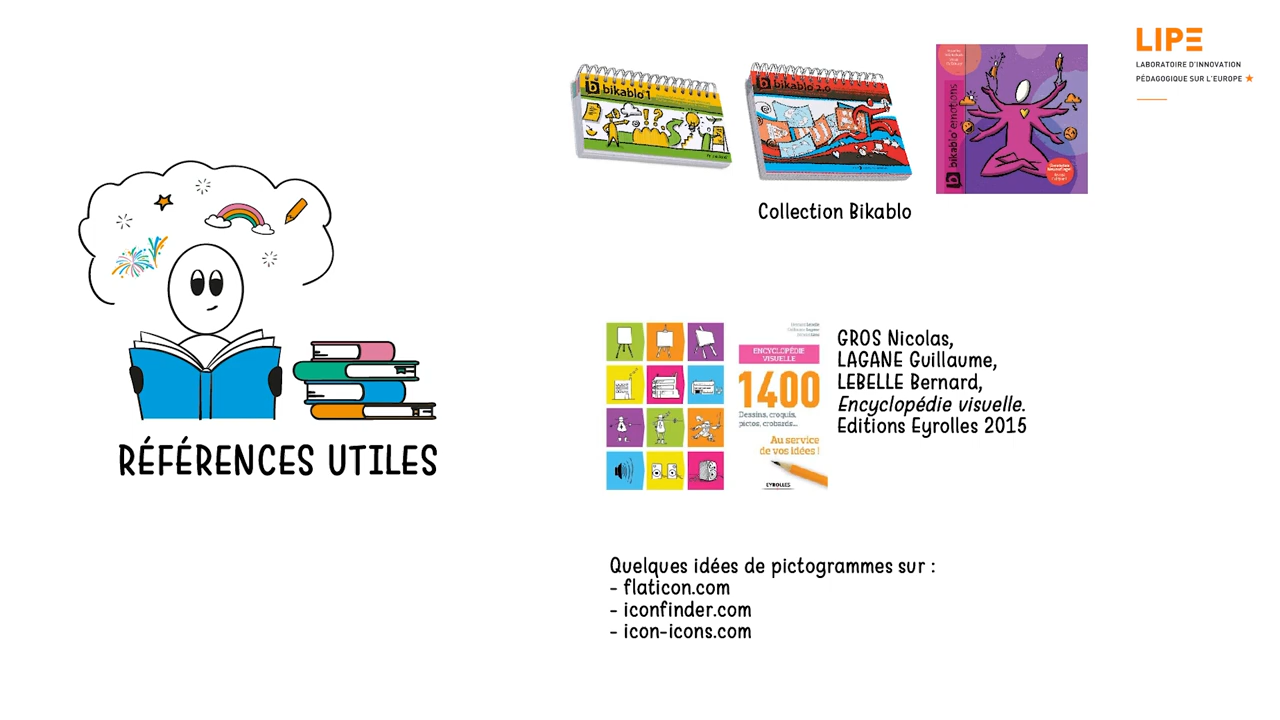 LIPE
LABORATOIRE D'INNOVATION
PÉDAGOGIQUE SUR L'EUROPE
bikablo 1
bikablo 2.0
bikablo emotions
Collection Bikablo
RÉFÉRENCES UTILES
ENCYCLOPÉDIE
VISUELLE
1400
Dessins, croquis,
pictos, crobards...
Au service
de vos idées !
EYROLLES
GROS Nicolas,
LAGANE Guillaume,
LEBELLE Bernard,
Encyclopédie visuelle.
Editions Eyrolles 2015
Quelques idées de pictogrammes sur :
- flaticon.com
- iconfinder.com
- icon-icons.com